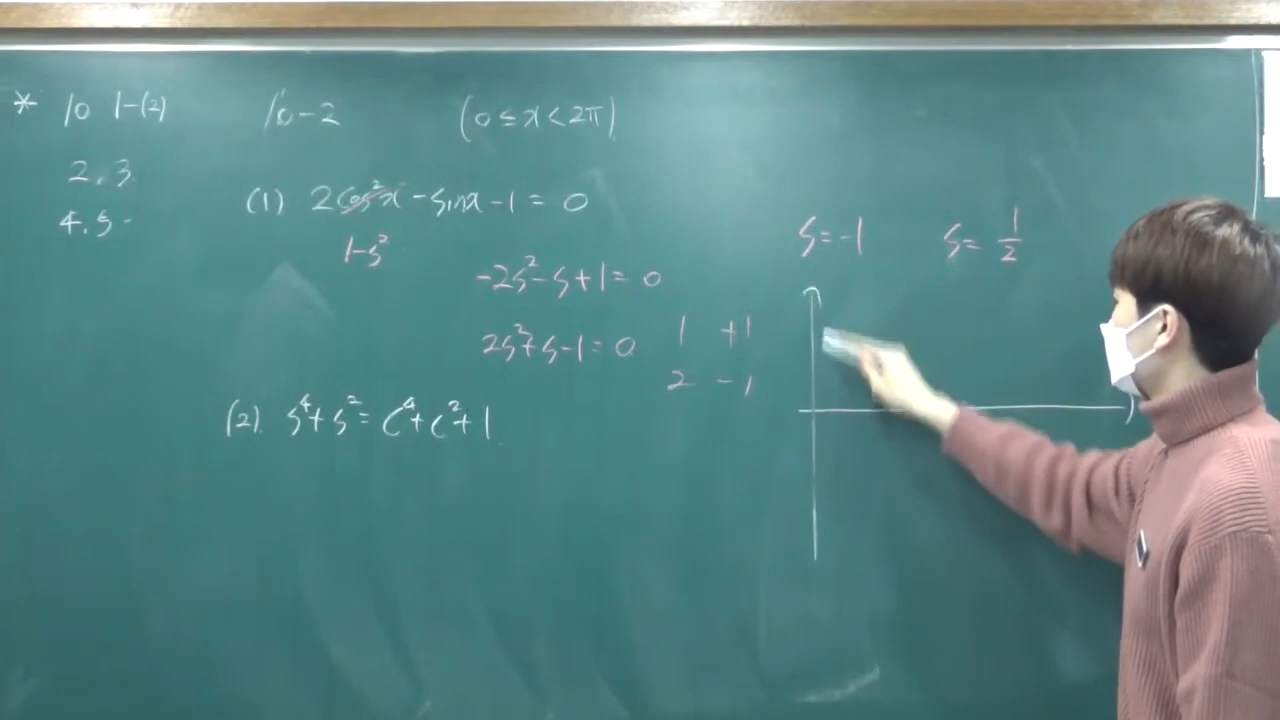 * 10 1-(2)
2, 3
4. 5 -
10-2 (0≤x<2π)
(1) 2cos²x - sinx - 1 = 0
1-s²
-2s²-s+1=0
2s²+s-1=0
1 +1
2 -1
s=-1 s=1/2
(2). s⁴+s²=c⁴+c²+1.